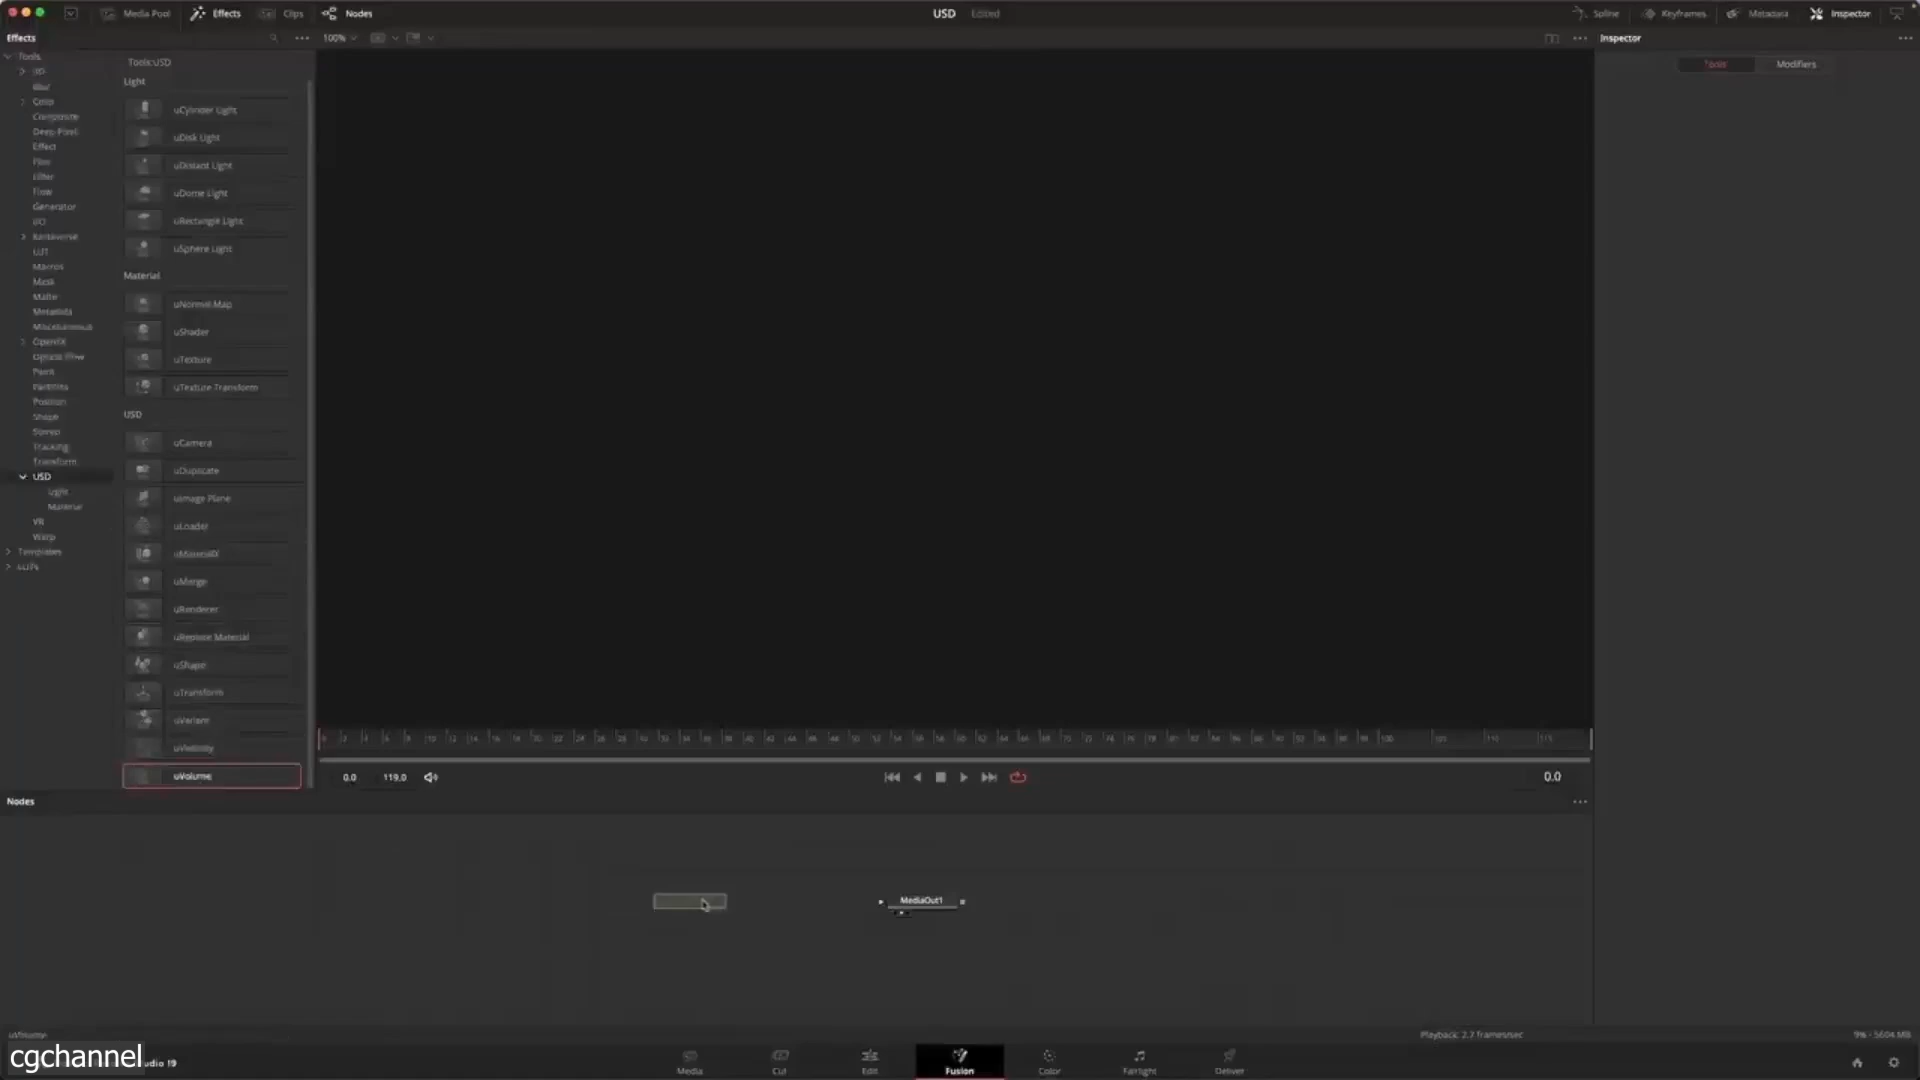 Media Pool Effects Clips Nodes USD Edited Spline Keyframes Metadata Inspector
Effects 100% Inspector
Tools
3D
Blur
Color
Composite
Deep Pixel
Effect
Film
Filter
Flow
Generator
I/O
LUT
Macros
Mask
Matte
Metadata
Miscellaneous
OpenFX
Optical Flow
Paint
Particles
Position
Shape
Stereo
Tracking
Transform
USD
Light
Material
VR
Warp
Templates
LUTs
Tools:USD
Light
uCylinder Light
uDisk Light
uDistant Light
uDome Light
uRectangle Light
uSphere Light
Material
uNormal Map
uShader
uTexture
uTexture Transform
USD
uCamera
uDuplicate
uImage Plane
uLoader
uMaterialX
uMerge
uRenderer
uReplace Material
uShape
uTransform
uVariant
uVisibility
uVolume
Tools Modifiers
0.0 119.0 0.0
Nodes
MediaOut1
uVolume
Playback: 2.7 frames/sec 9% - 5604 MB
cgchannel
udio 19
Media Cut Edit Fusion Color Fairlight Deliver